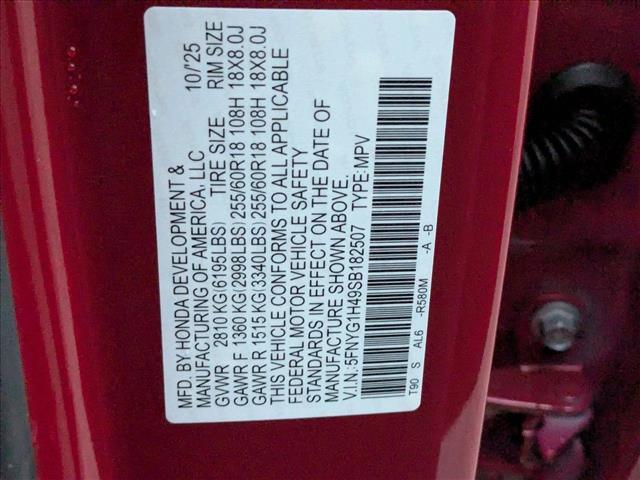 MFD. BY HONDA DEVELOPMENT &
MANUFACTURING OF AMERICA, LLC 10/'25
GVWR 2810 KG(6195LBS) TIRE SIZE RIM SIZE
GAWR F 1360 KG(2998LBS) 255/60R18 108H 18X8.0J
GAWR R 1515 KG(3340LBS) 255/60R18 108H 18X8.0J
THIS VEHICLE CONFORMS TO ALL APPLICABLE
FEDERAL MOTOR VEHICLE SAFETY
STANDARDS IN EFFECT ON THE DATE OF
MANUFACTURE SHOWN ABOVE.
V.I.N.:5FNYG1H49SB182507 TYPE:MPV
T90 S AL6 -R580M -A -B